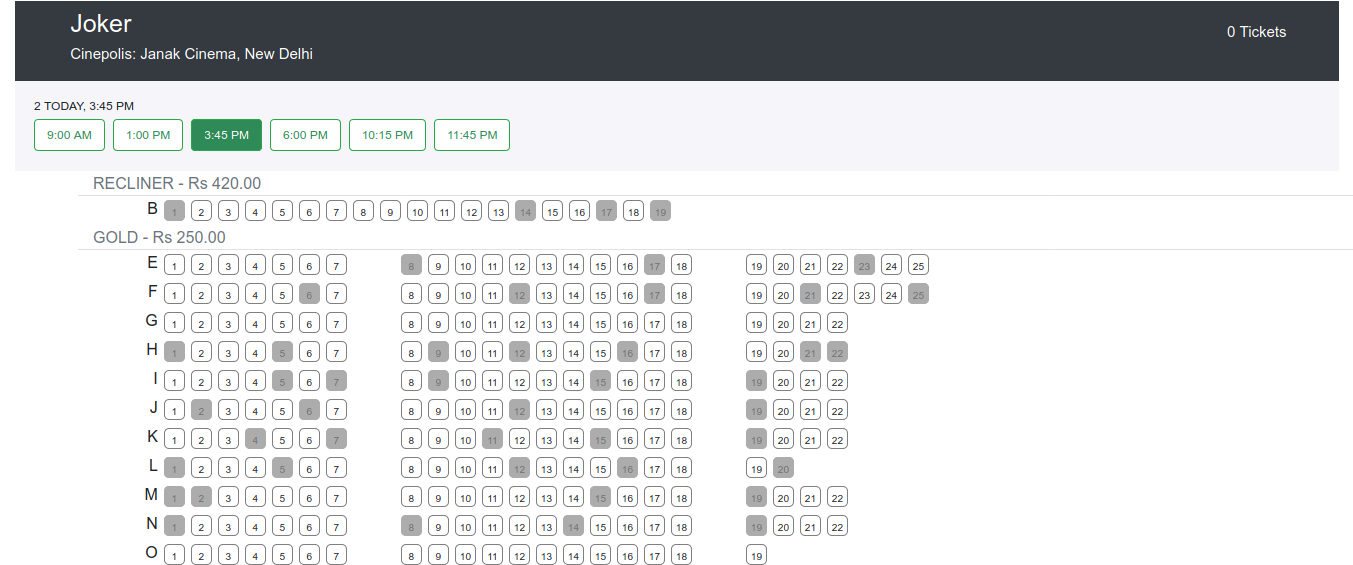 Joker
0 Tickets
Cinepolis: Janak Cinema, New Delhi
2 TODAY, 3:45 PM
9:00 AM 1:00 PM 3:45 PM 6:00 PM 10:15 PM 11:45 PM
RECLINER - Rs 420.00
B 1 2 3 4 5 6 7 8 9 10 11 12 13 14 15 16 17 18 19
GOLD - Rs 250.00
E 1 2 3 4 5 6 7 8 9 10 11 12 13 14 15 16 17 18 19 20 21 22 23 24 25
F 1 2 3 4 5 6 7 8 9 10 11 12 13 14 15 16 17 18 19 20 21 22 23 24 25
G 1 2 3 4 5 6 7 8 9 10 11 12 13 14 15 16 17 18 19 20 21 22
H 1 2 3 4 5 6 7 8 9 10 11 12 13 14 15 16 17 18 19 20 21 22
I 1 2 3 4 5 6 7 8 9 10 11 12 13 14 15 16 17 18 19 20 21 22
J 1 2 3 4 5 6 7 8 9 10 11 12 13 14 15 16 17 18 19 20 21 22
K 1 2 3 4 5 6 7 8 9 10 11 12 13 14 15 16 17 18 19 20 21 22
L 1 2 3 4 5 6 7 8 9 10 11 12 13 14 15 16 17 18 19 20
M 1 2 3 4 5 6 7 8 9 10 11 12 13 14 15 16 17 18 19 20 21 22
N 1 2 3 4 5 6 7 8 9 10 11 12 13 14 15 16 17 18 19 20 21 22
O 1 2 3 4 5 6 7 8 9 10 11 12 13 14 15 16 17 18 19